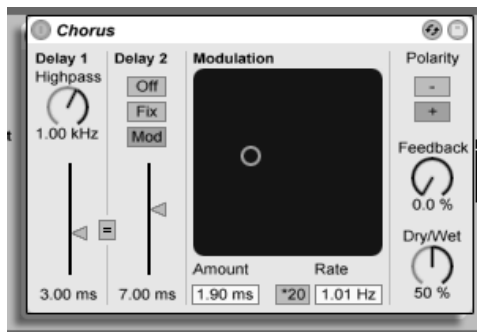 Chorus
Delay 1
Highpass
1.00 kHz
3.00 ms
=
Delay 2
Off
Fix
Mod
7.00 ms
Modulation
Amount
1.90 ms
*20
Rate
1.01 Hz
Polarity
-
+
Feedback
0.0 %
Dry/Wet
50 %